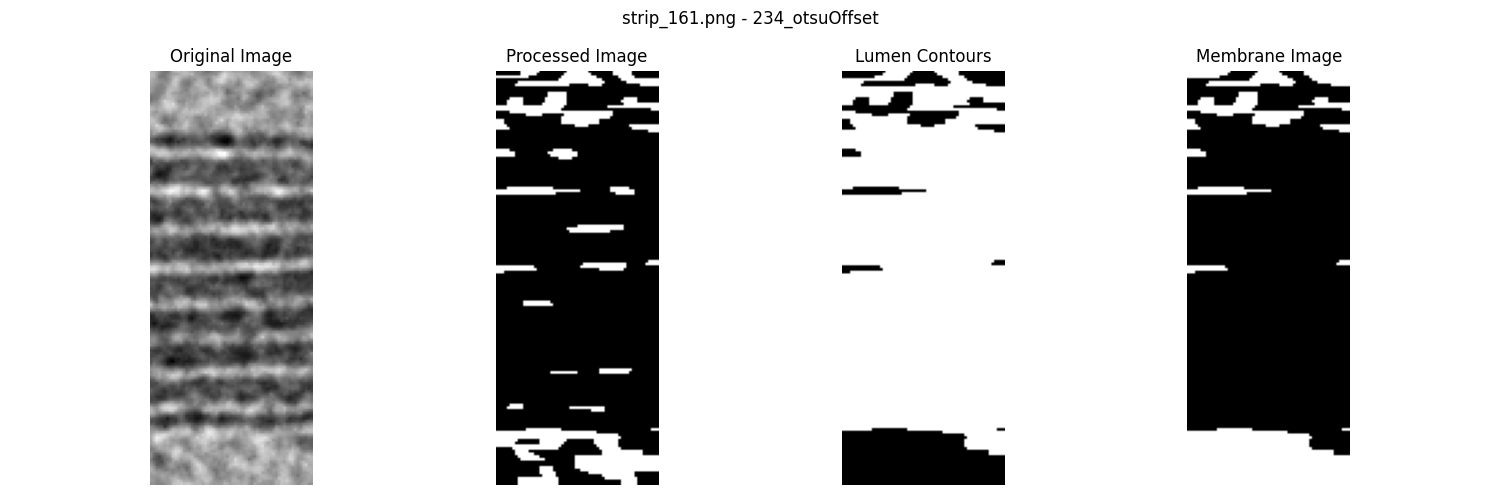 strip_161.png - 234_otsuOffset
Original Image
Processed Image
Lumen Contours
Membrane Image